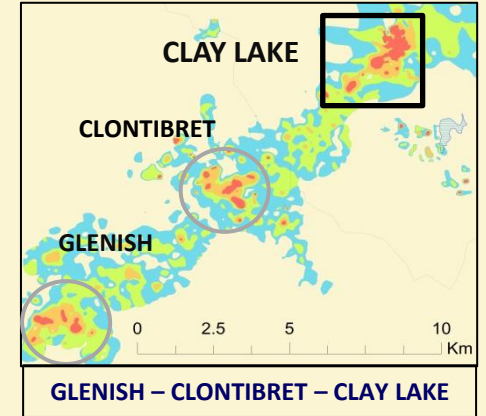 CLAY LAKE
CLONTIBRET
GLENISH
0 2.5 5 10
Km
GLENISH – CLONTIBRET – CLAY LAKE